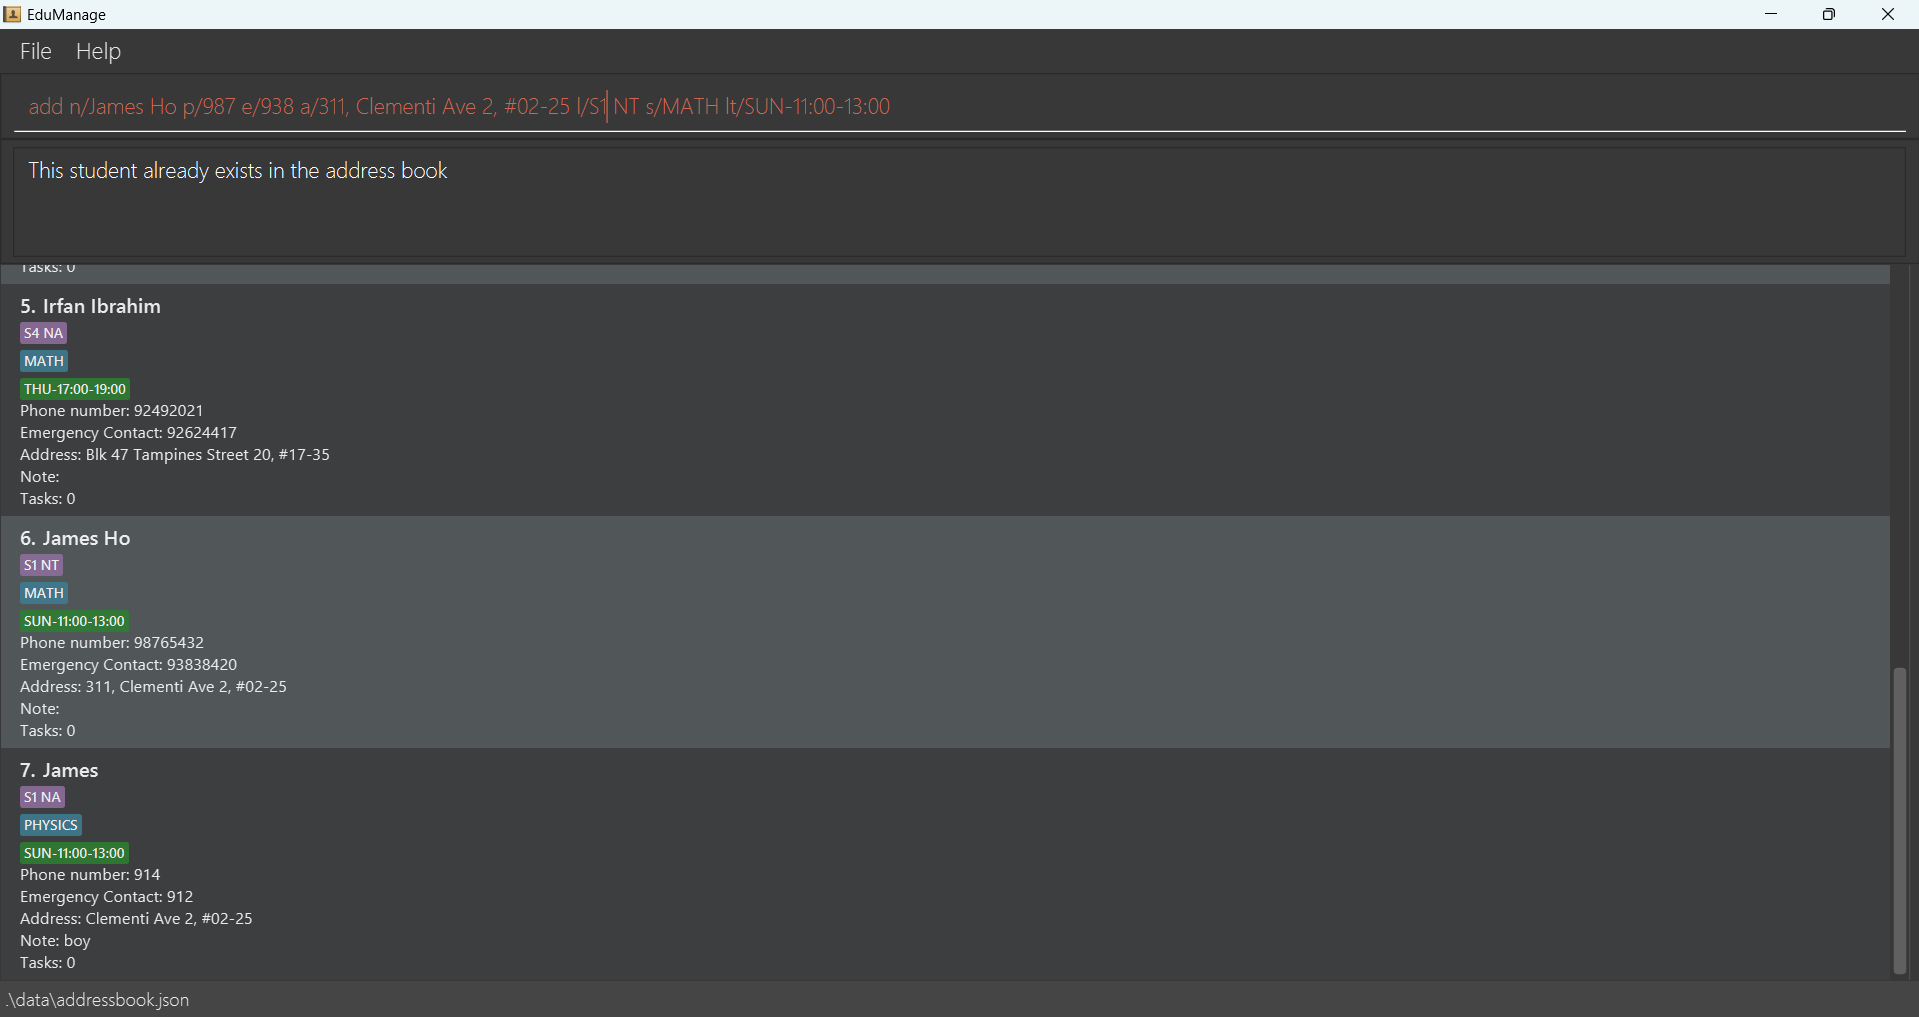 EduManage
File Help
add n/James Ho p/987 e/938 a/311, Clementi Ave 2, #02-25 l/S1 NT s/MATH lt/SUN-11:00-13:00
This student already exists in the address book
Tasks: 0
5. Irfan Ibrahim
S4 NA
MATH
THU-17:00-19:00
Phone number: 92492021
Emergency Contact: 92624417
Address: Blk 47 Tampines Street 20, #17-35
Note:
Tasks: 0
6. James Ho
S1 NT
MATH
SUN-11:00-13:00
Phone number: 98765432
Emergency Contact: 93838420
Address: 311, Clementi Ave 2, #02-25
Note:
Tasks: 0
7. James
S1 NA
PHYSICS
SUN-11:00-13:00
Phone number: 914
Emergency Contact: 912
Address: Clementi Ave 2, #02-25
Note: boy
Tasks: 0
.\data\addressbook.json